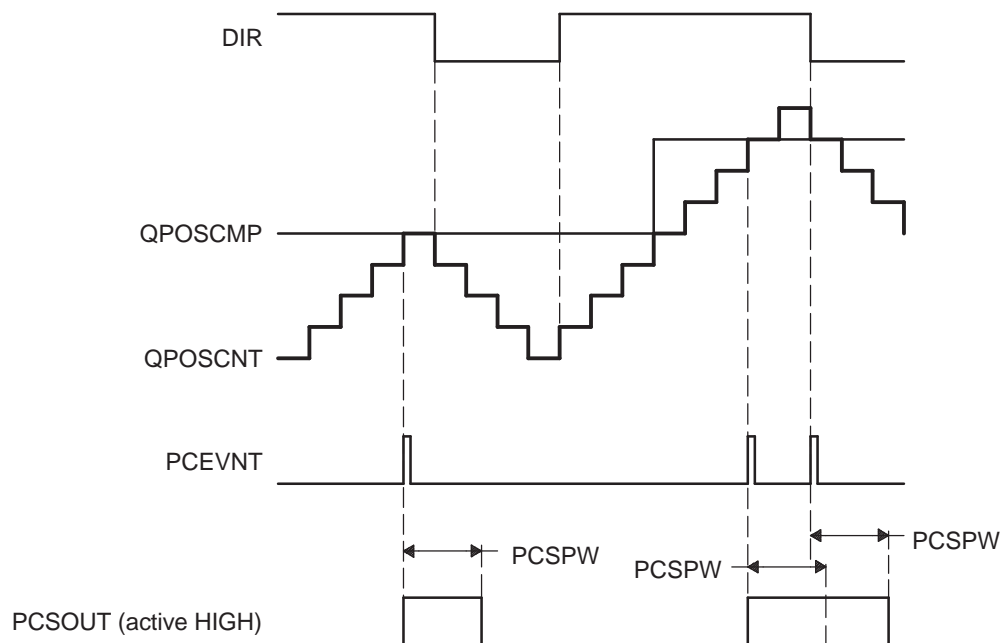 DIR
QPOSCMP
QPOSCNT
PCEVNT
PCSPW
PCSPW
PCSPW
PCSOUT (active HIGH)